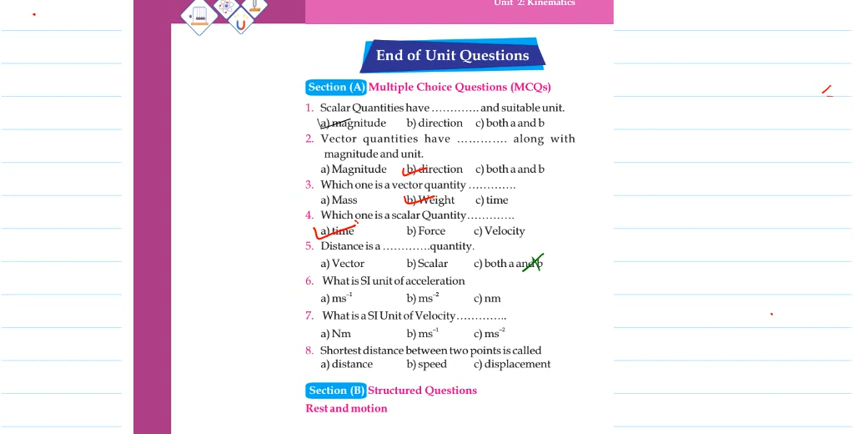 Unit 2: Kinematics
End of Unit Questions
Section (A) Multiple Choice Questions (MCQs)
1. Scalar Quantities have ............. and suitable unit.
a) magnitude b) direction c) both a and b
2. Vector quantities have ............. along with
magnitude and unit.
a) Magnitude b) direction c) both a and b
3. Which one is a vector quantity .............
a) Mass b) Weight c) time
4. Which one is a scalar Quantity.............
a) time b) Force c) Velocity
5. Distance is a .............quantity.
a) Vector b) Scalar c) both a and b
6. What is SI unit of acceleration
a) ms⁻¹ b) ms⁻² c) nm
7. What is a SI Unit of Velocity.............
a) Nm b) ms⁻¹ c) ms⁻²
8. Shortest distance between two points is called
a) distance b) speed c) displacement
Section (B) Structured Questions
Rest and motion